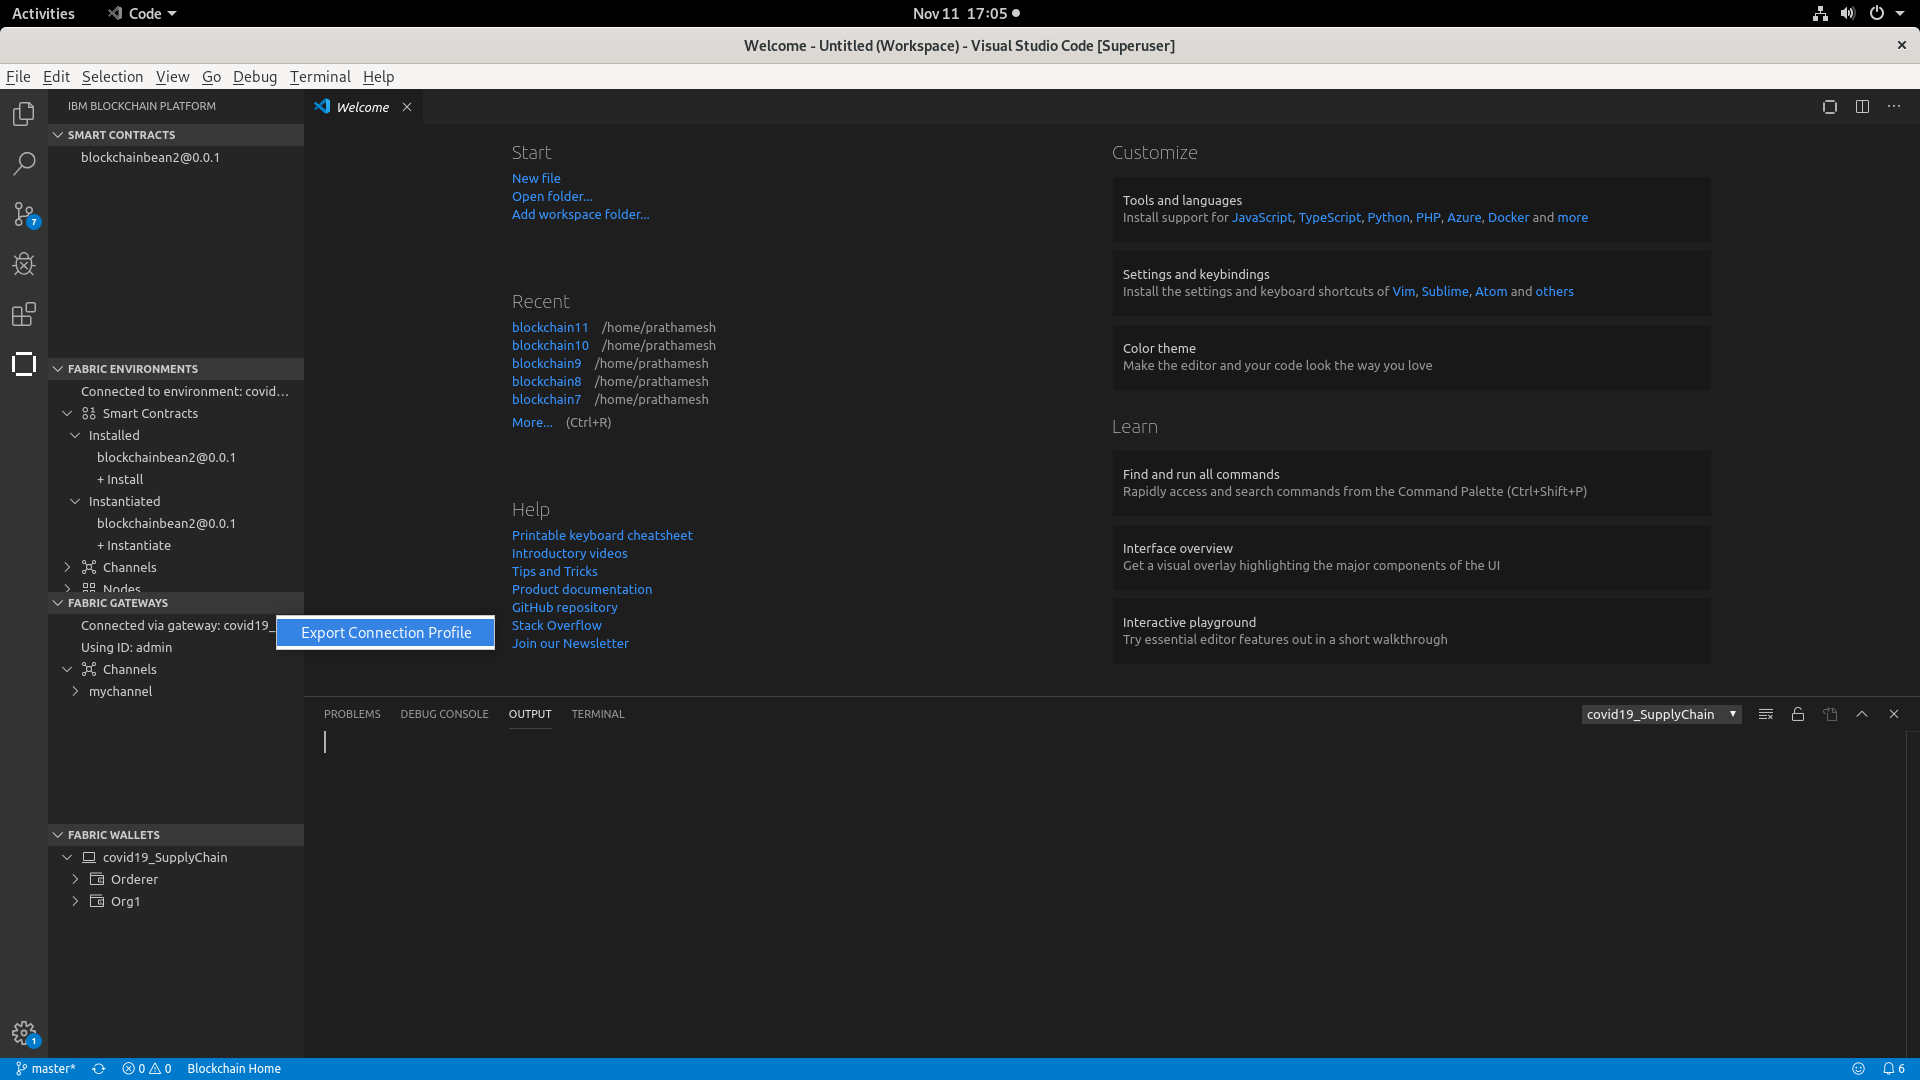 Activities Code Nov 11 17:05
Welcome - Untitled (Workspace) - Visual Studio Code [Superuser]
File Edit Selection View Go Debug Terminal Help
IBM BLOCKCHAIN PLATFORM
SMART CONTRACTS
blockchainbean2@0.0.1
7
FABRIC ENVIRONMENTS
Connected to environment: covid…
Smart Contracts
Installed
blockchainbean2@0.0.1
+ Install
Instantiated
blockchainbean2@0.0.1
+ Instantiate
Channels
Nodes
FABRIC GATEWAYS
Connected via gateway: covid19_
Export Connection Profile
Using ID: admin
Channels
mychannel
FABRIC WALLETS
covid19_SupplyChain
Orderer
Org1
1
Welcome
Start
New file
Open folder...
Add workspace folder...
Recent
blockchain11 /home/prathamesh
blockchain10 /home/prathamesh
blockchain9 /home/prathamesh
blockchain8 /home/prathamesh
blockchain7 /home/prathamesh
More... (Ctrl+R)
Help
Printable keyboard cheatsheet
Introductory videos
Tips and Tricks
Product documentation
GitHub repository
Stack Overflow
Join our Newsletter
Customize
Tools and languages
Install support for JavaScript, TypeScript, Python, PHP, Azure, Docker and more
Settings and keybindings
Install the settings and keyboard shortcuts of Vim, Sublime, Atom and others
Color theme
Make the editor and your code look the way you love
Learn
Find and run all commands
Rapidly access and search commands from the Command Palette (Ctrl+Shift+P)
Interface overview
Get a visual overlay highlighting the major components of the UI
Interactive playground
Try essential editor features out in a short walkthrough
PROBLEMS DEBUG CONSOLE OUTPUT TERMINAL covid19_SupplyChain
master* 0 0 Blockchain Home 6